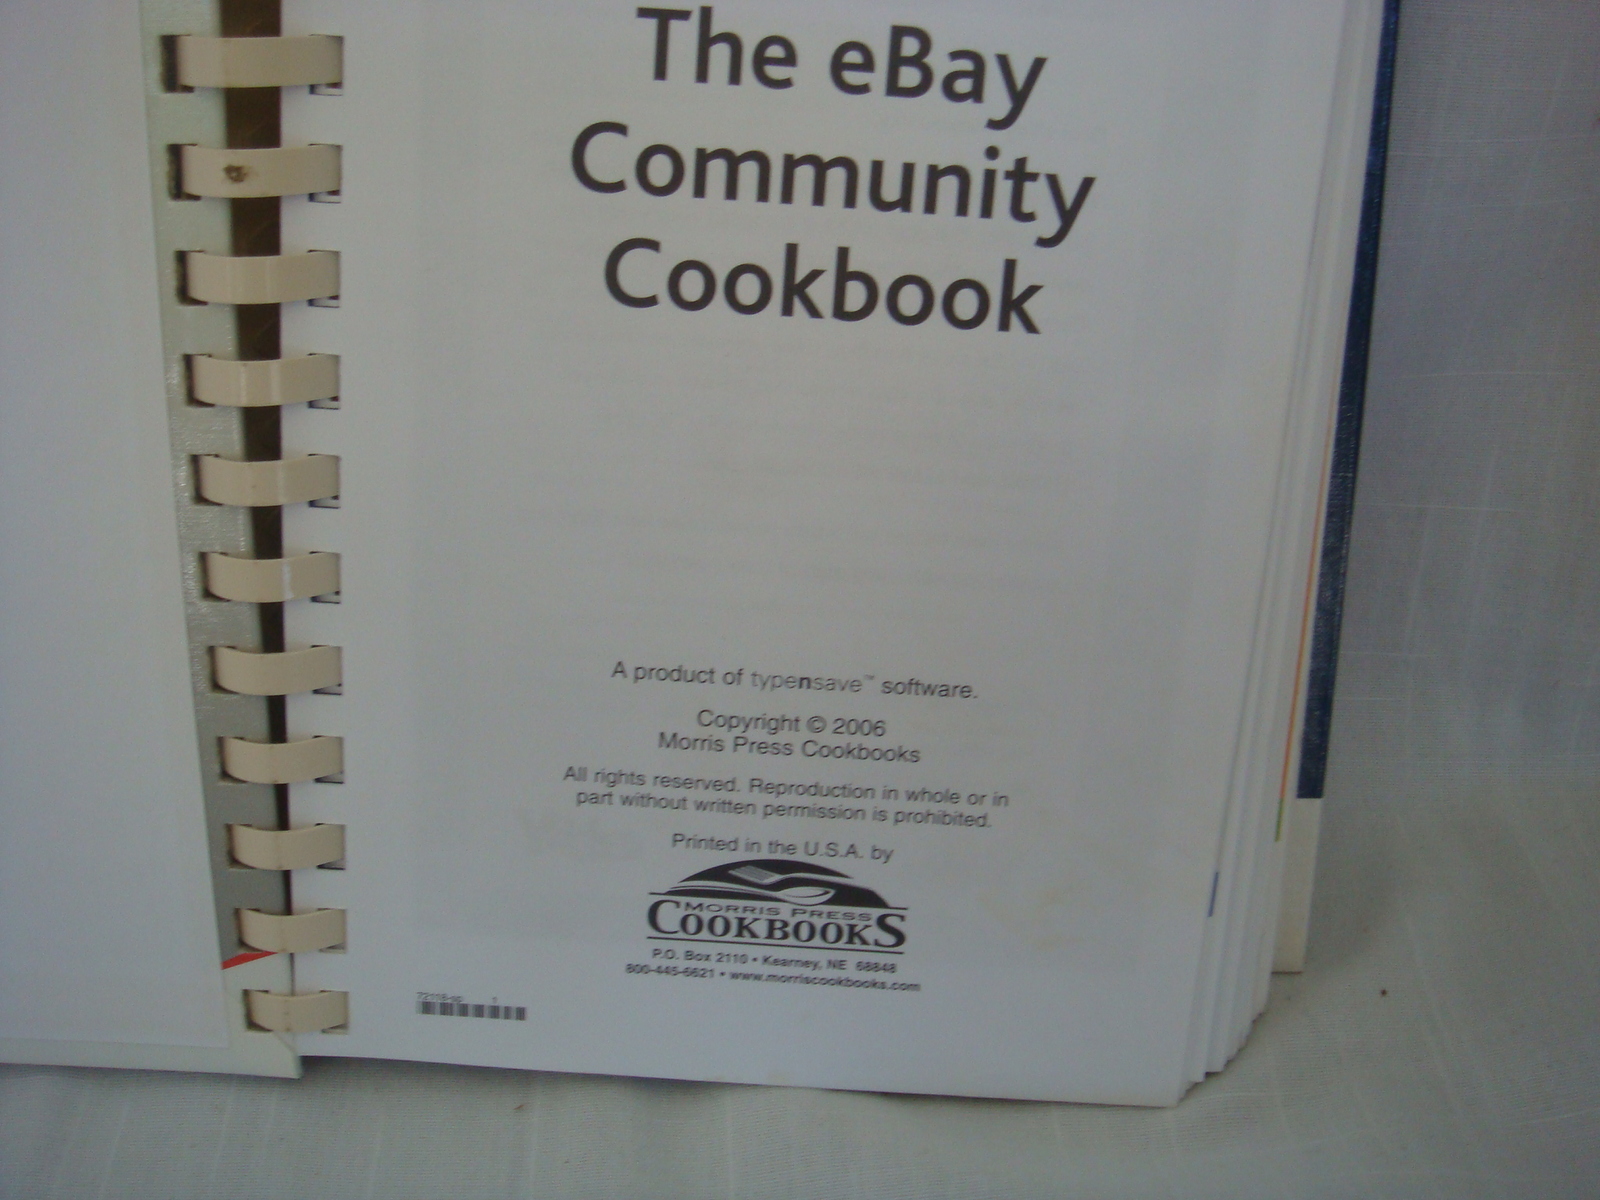 The eBay
Community
Cookbook
A product of typensave™ software.
Copyright © 2006
Morris Press Cookbooks
All rights reserved. Reproduction in whole or in
part without written permission is prohibited.
Printed in the U.S.A. by
MORRIS PRESS
COOKBOOKS
P.O. Box 2110 • Kearney, NE 68848
800-445-6621 • www.morriscookbooks.com
1